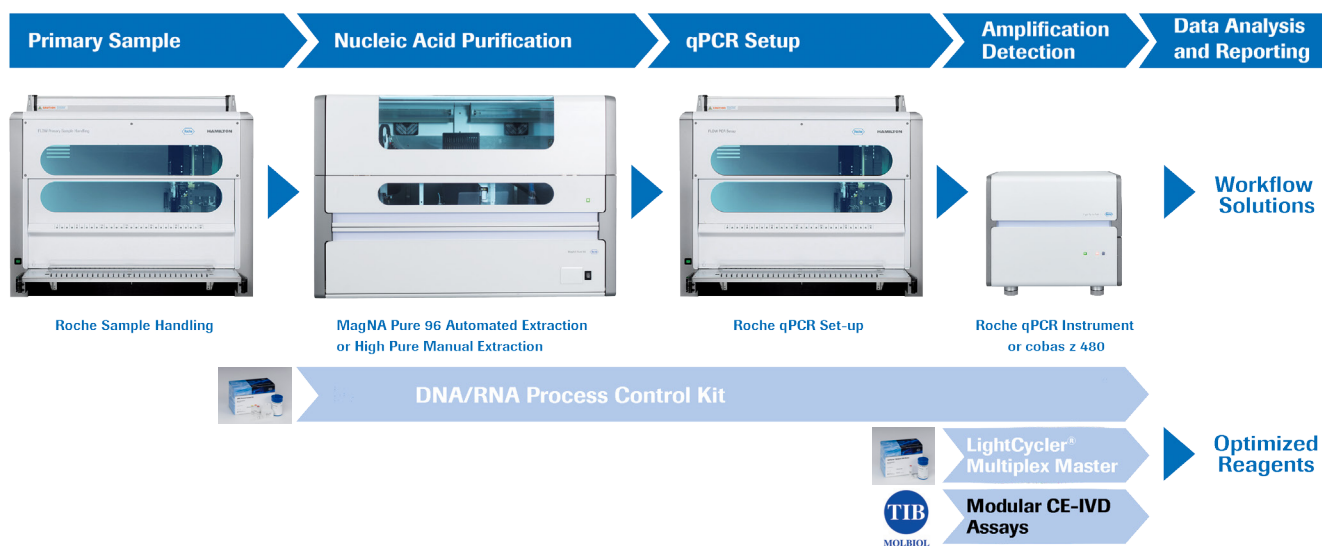 Primary Sample
Nucleic Acid Purification
qPCR Setup
Amplification
Detection
Data Analysis
and Reporting
HAMILTON
HAMILTON
Workflow
Solutions
Roche Sample Handling
MagNA Pure 96 Automated Extraction
or High Pure Manual Extraction
Roche qPCR Set-up
Roche qPCR Instrument
or cobas z 480
DNA/RNA Process Control Kit
LightCycler®
Multiplex Master
Optimized
Reagents
TIB
MOLBIOL
Modular CE-IVD
Assays